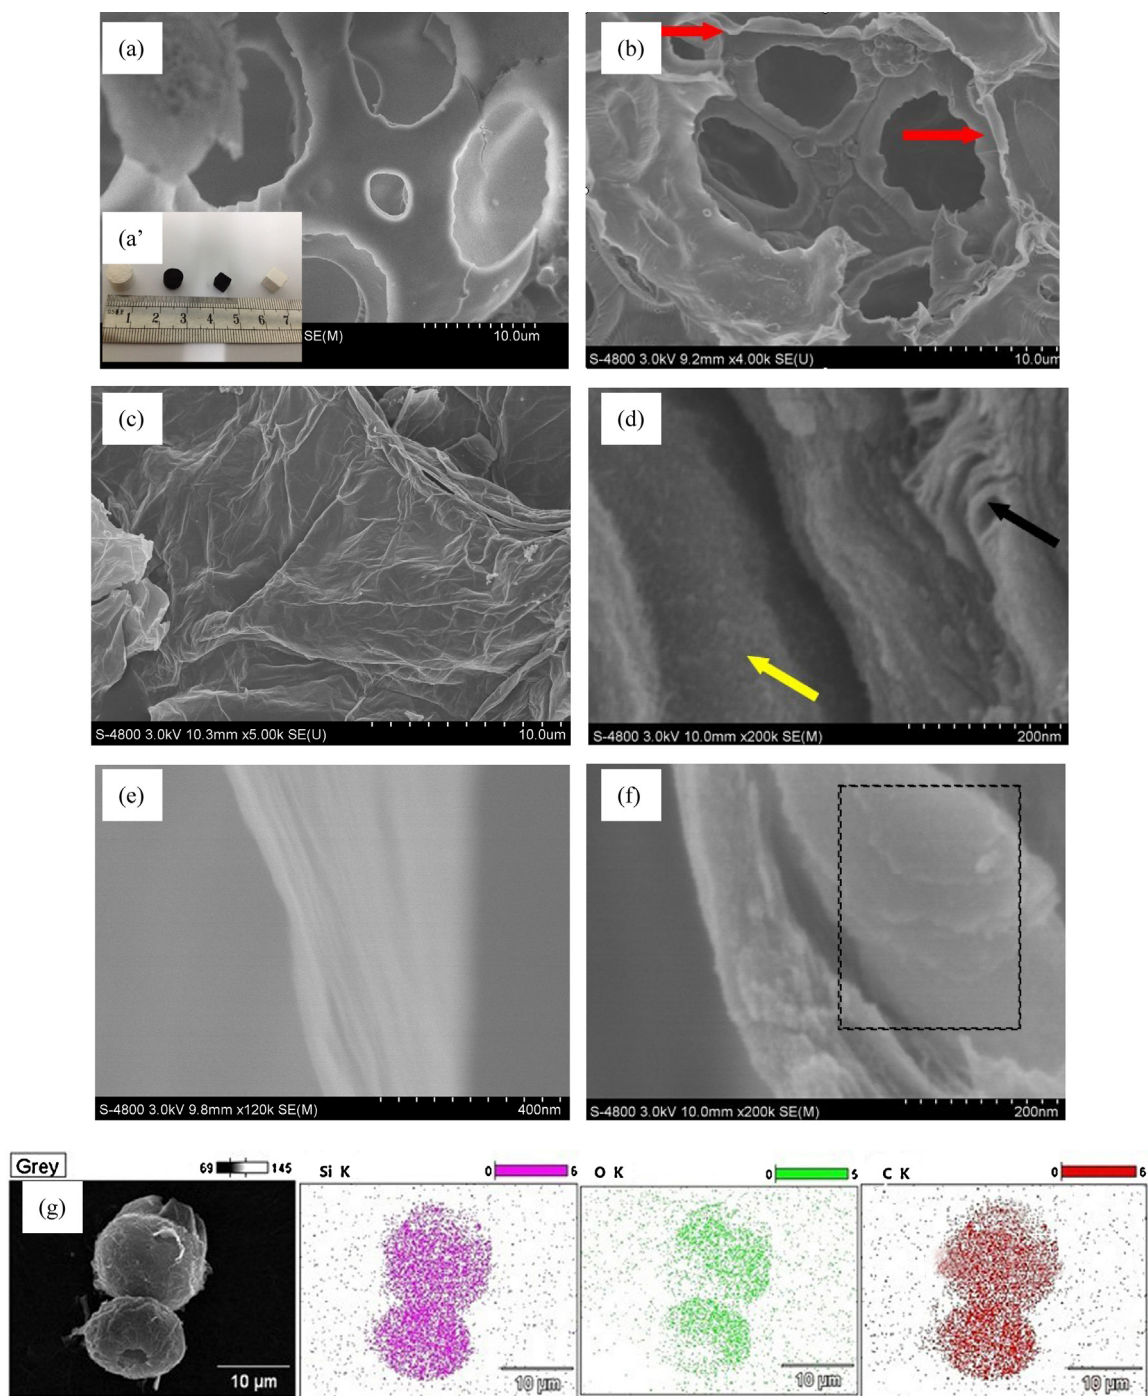 (a)
(b)
(a’)
1 2 3 4 5 6 7
SE(M)
10.0um
S-4800 3.0kV 9.2mm x4.00k SE(U)
10.0um
(c)
(d)
S-4800 3.0kV 10.3mm x5.00k SE(U)
10.0um
S-4800 3.0kV 10.0mm x200k SE(M)
200nm
(e)
(f)
S-4800 3.0kV 9.8mm x120k SE(M)
400nm
S-4800 3.0kV 10.0mm x200k SE(M)
200nm
Grey
69 145
Si K
0 6
O K
0 5
C K
0 6
(g)
10 μm
10 μm
10 μm
10 μm